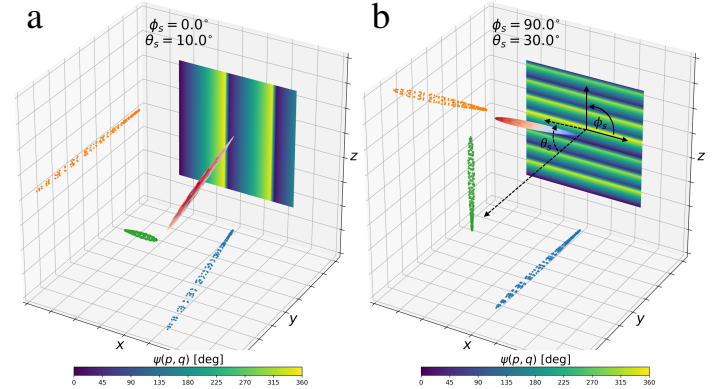 a
ϕₛ = 0.0°
θₛ = 10.0°
z
y
x
ψ(p, q) [deg]
0 45 90 135 180 225 270 315 360
b
ϕₛ = 90.0°
θₛ = 30.0°
ϕₛ
θₛ
z
y
x
ψ(p, q) [deg]
0 45 90 135 180 225 270 315 360